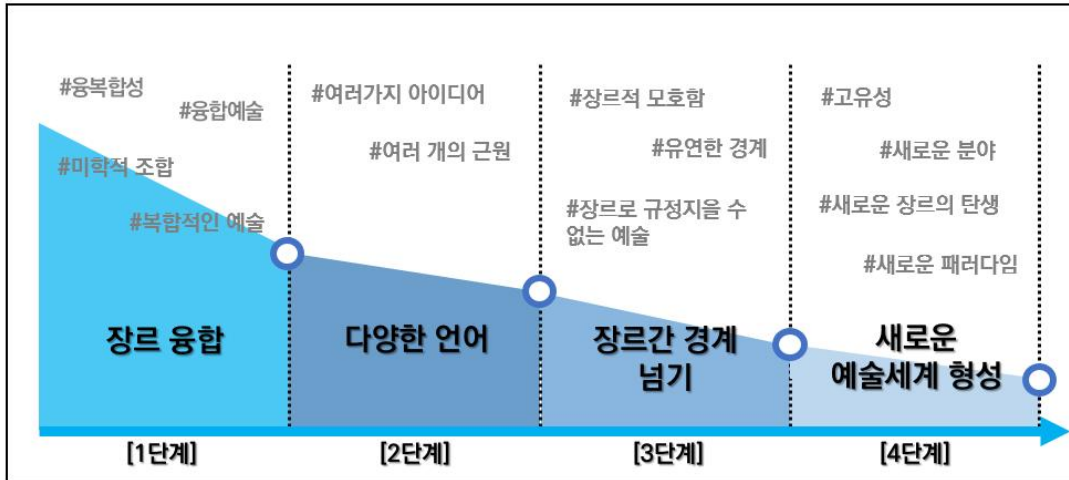 #융복합성
#융합예술
#미학적 조합
#복합적인 예술
장르 융합
[1단계]
#여러가지 아이디어
#여러 개의 근원
다양한 언어
[2단계]
#장르적 모호함
#유연한 경계
#장르로 규정지을 수
없는 예술
장르간 경계
넘기
[3단계]
#고유성
#새로운 분야
#새로운 장르의 탄생
#새로운 패러다임
새로운
예술세계 형성
[4단계]